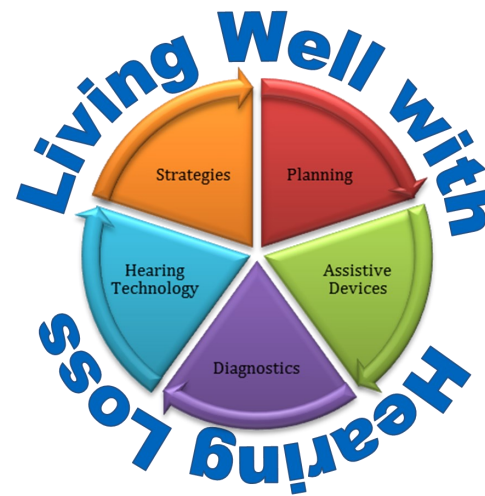 Living Well with
Hearing Loss
Strategies
Planning
Hearing
Technology
Assistive
Devices
Diagnostics